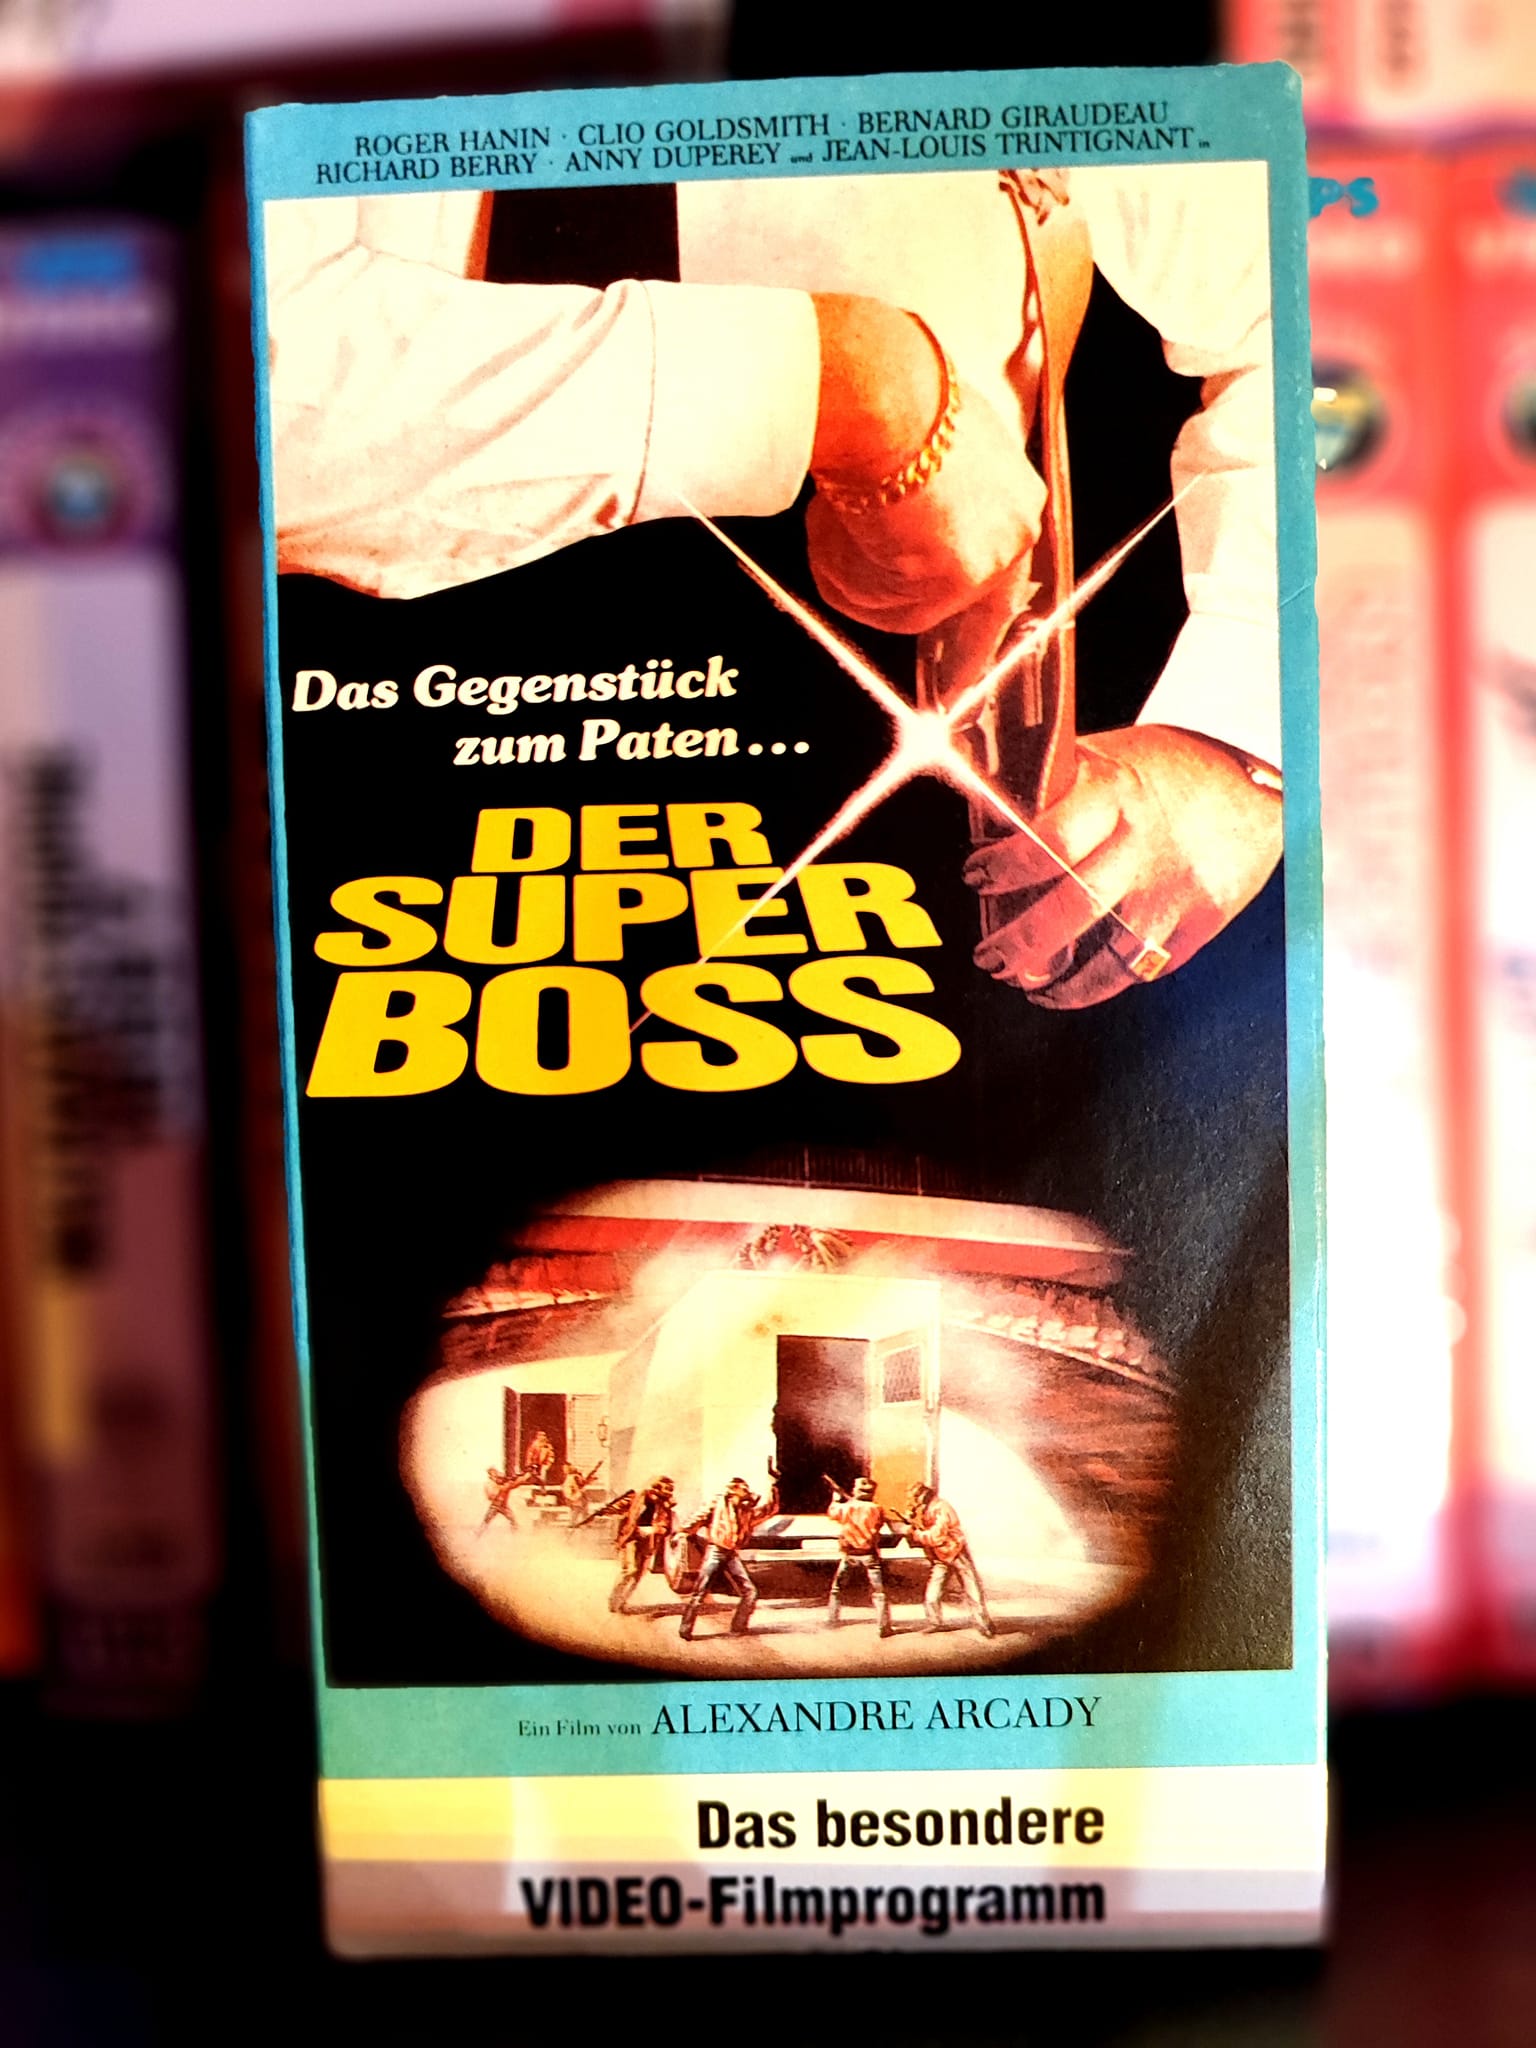 ROGER HANIN · CLIO GOLDSMITH · BERNARD GIRAUDEAU
RICHARD BERRY · ANNY DUPEREY und JEAN-LOUIS TRINTIGNANT in
Das Gegenstück
zum Paten...
DER
SUPER
BOSS
Ein Film von ALEXANDRE ARCADY
Das besondere
VIDEO-Filmprogramm